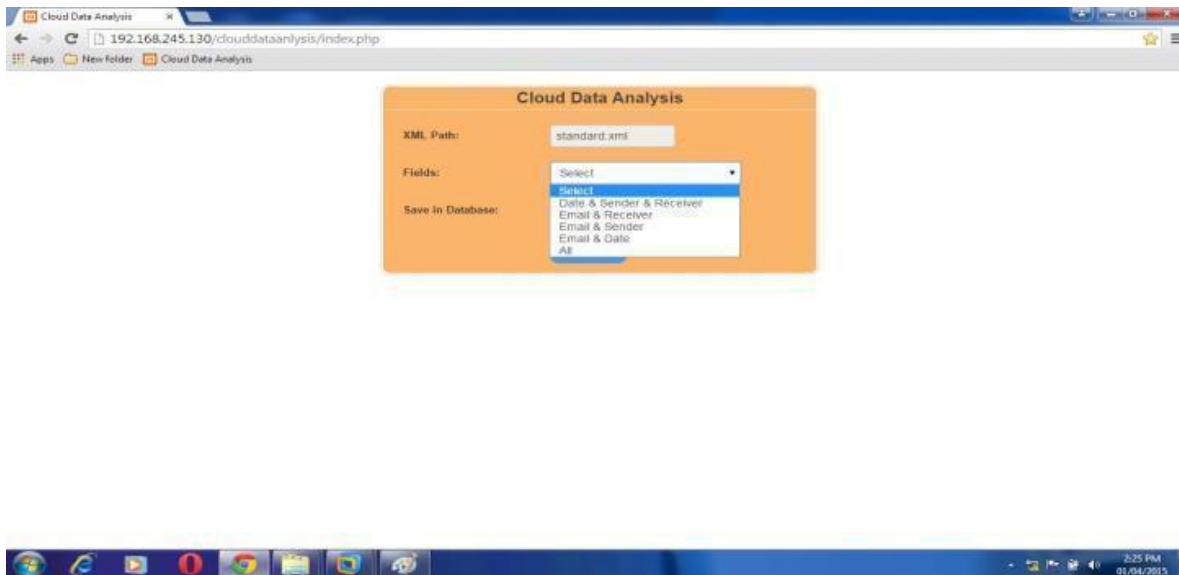 Cloud Data Analysis
192.168.245.130/clouddataanlysis/index.php
Apps New folder Cloud Data Analysis
Cloud Data Analysis
XML Path: standard.xml
Fields: Select
Select
Date & Sender & Receiver
Save in Database:
Email & Receiver
Email & Sender
Email & Date
All
2:25 PM
01/04/2015